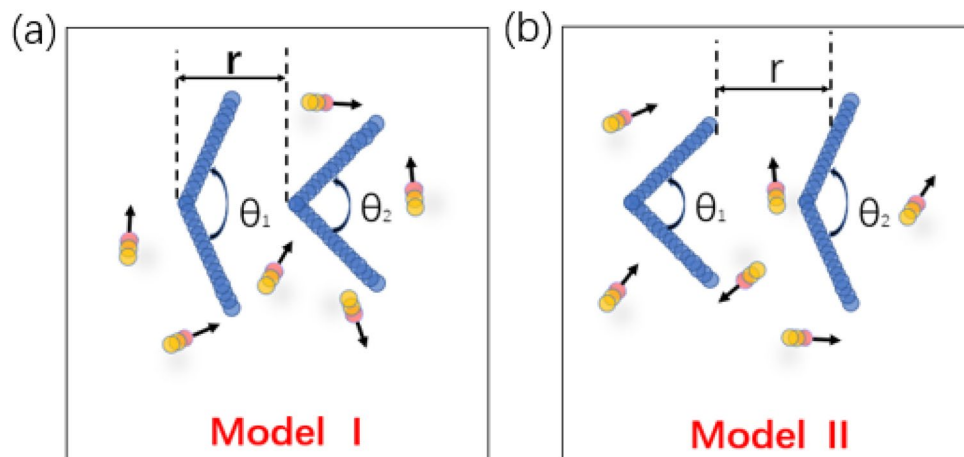 (a)
r
θ₁
θ₂
Model I
(b)
r
θ₁
θ₂
Model II